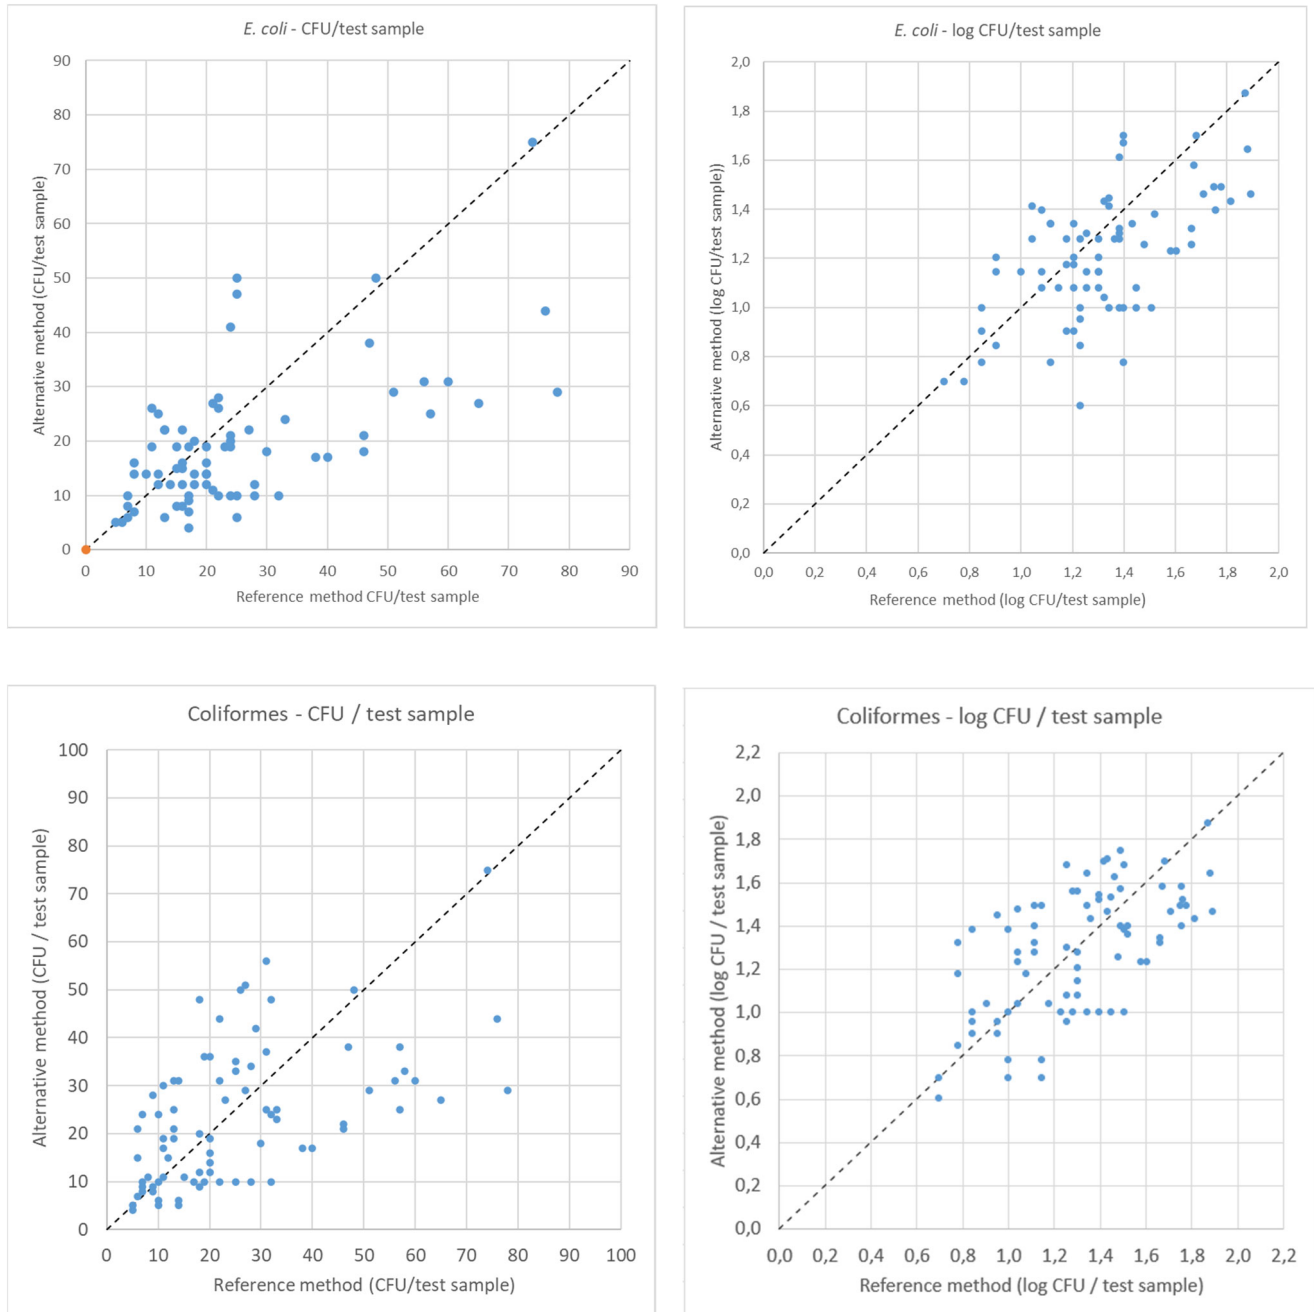 E. coli - CFU/test sample
90
80
70
60
50
40
30
20
10
0
Alternative method (CFU/test sample)
0 10 20 30 40 50 60 70 80 90
Reference method CFU/test sample
E. coli - log CFU/test sample
2,0
1,8
1,6
1,4
1,2
1,0
0,8
0,6
0,4
0,2
0,0
Alternative method (log CFU/test sample))
0,0 0,2 0,4 0,6 0,8 1,0 1,2 1,4 1,6 1,8 2,0
Reference method (log CFU/test sample)
Coliformes - CFU / test sample
100
90
80
70
60
50
40
30
20
10
0
Alternative method (CFU / test sample)
0 10 20 30 40 50 60 70 80 90 100
Reference method (CFU/test sample)
Coliformes - log CFU / test sample
2,2
2,0
1,8
1,6
1,4
1,2
1,0
0,8
0,6
0,4
0,2
0,0
Alternative method (log CFU / test sample)
0,0 0,2 0,4 0,6 0,8 1,0 1,2 1,4 1,6 1,8 2,0 2,2
Reference method (log CFU / test sample)